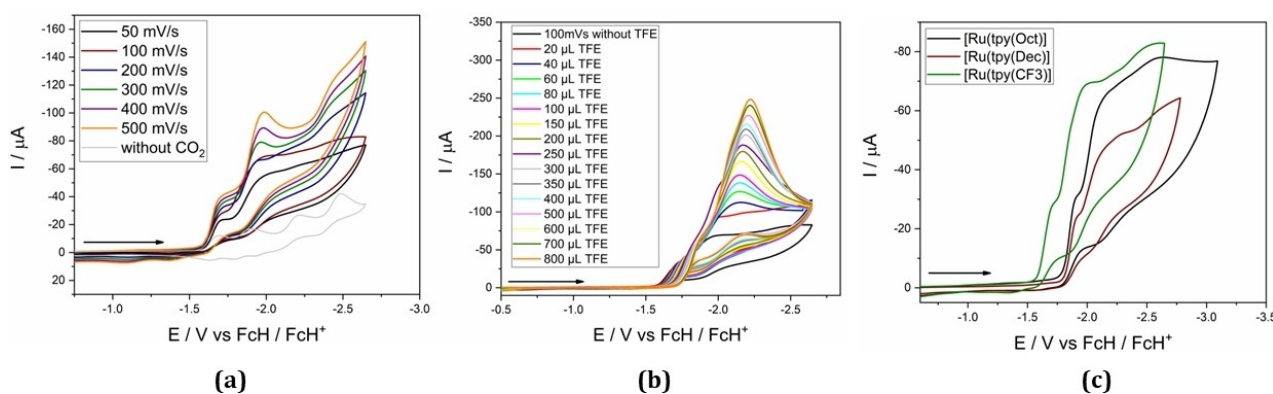 -160
-140
-120
-100
-80
-60
-40
-20
0
20
I / µA
50 mV/s
100 mV/s
200 mV/s
300 mV/s
400 mV/s
500 mV/s
without CO₂
-1.0
-1.5
-2.0
-2.5
-3.0
E / V vs FcH / FcH⁺
(a)
-350
-300
-250
-200
-150
-100
-50
0
I / µA
100mVs without TFE
20 µL TFE
40 µL TFE
60 µL TFE
80 µL TFE
100 µL TFE
150 µL TFE
200 µL TFE
250 µL TFE
300 µL TFE
350 µL TFE
400 µL TFE
500 µL TFE
600 µL TFE
700 µL TFE
800 µL TFE
-0.5
-1.0
-1.5
-2.0
-2.5
E / V vs FcH / FcH⁺
(b)
-80
-60
-40
-20
0
I / µA
[Ru(tpy(Oct)]
[Ru(tpy(Dec)]
[Ru(tpy(CF3)]
-1.0
-1.5
-2.0
-2.5
-3.0
-3.5
E / V vs FcH / FcH⁺
(c)